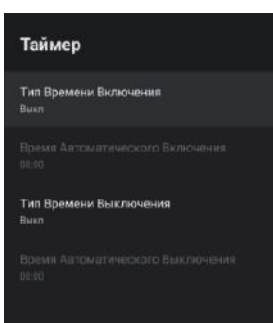 Таймер
Тип Времени Включения
Выкл
Время Автоматического Включения
00:00
Тип Времени Выключения
Выкл
Время Автоматического Выключения
00:00